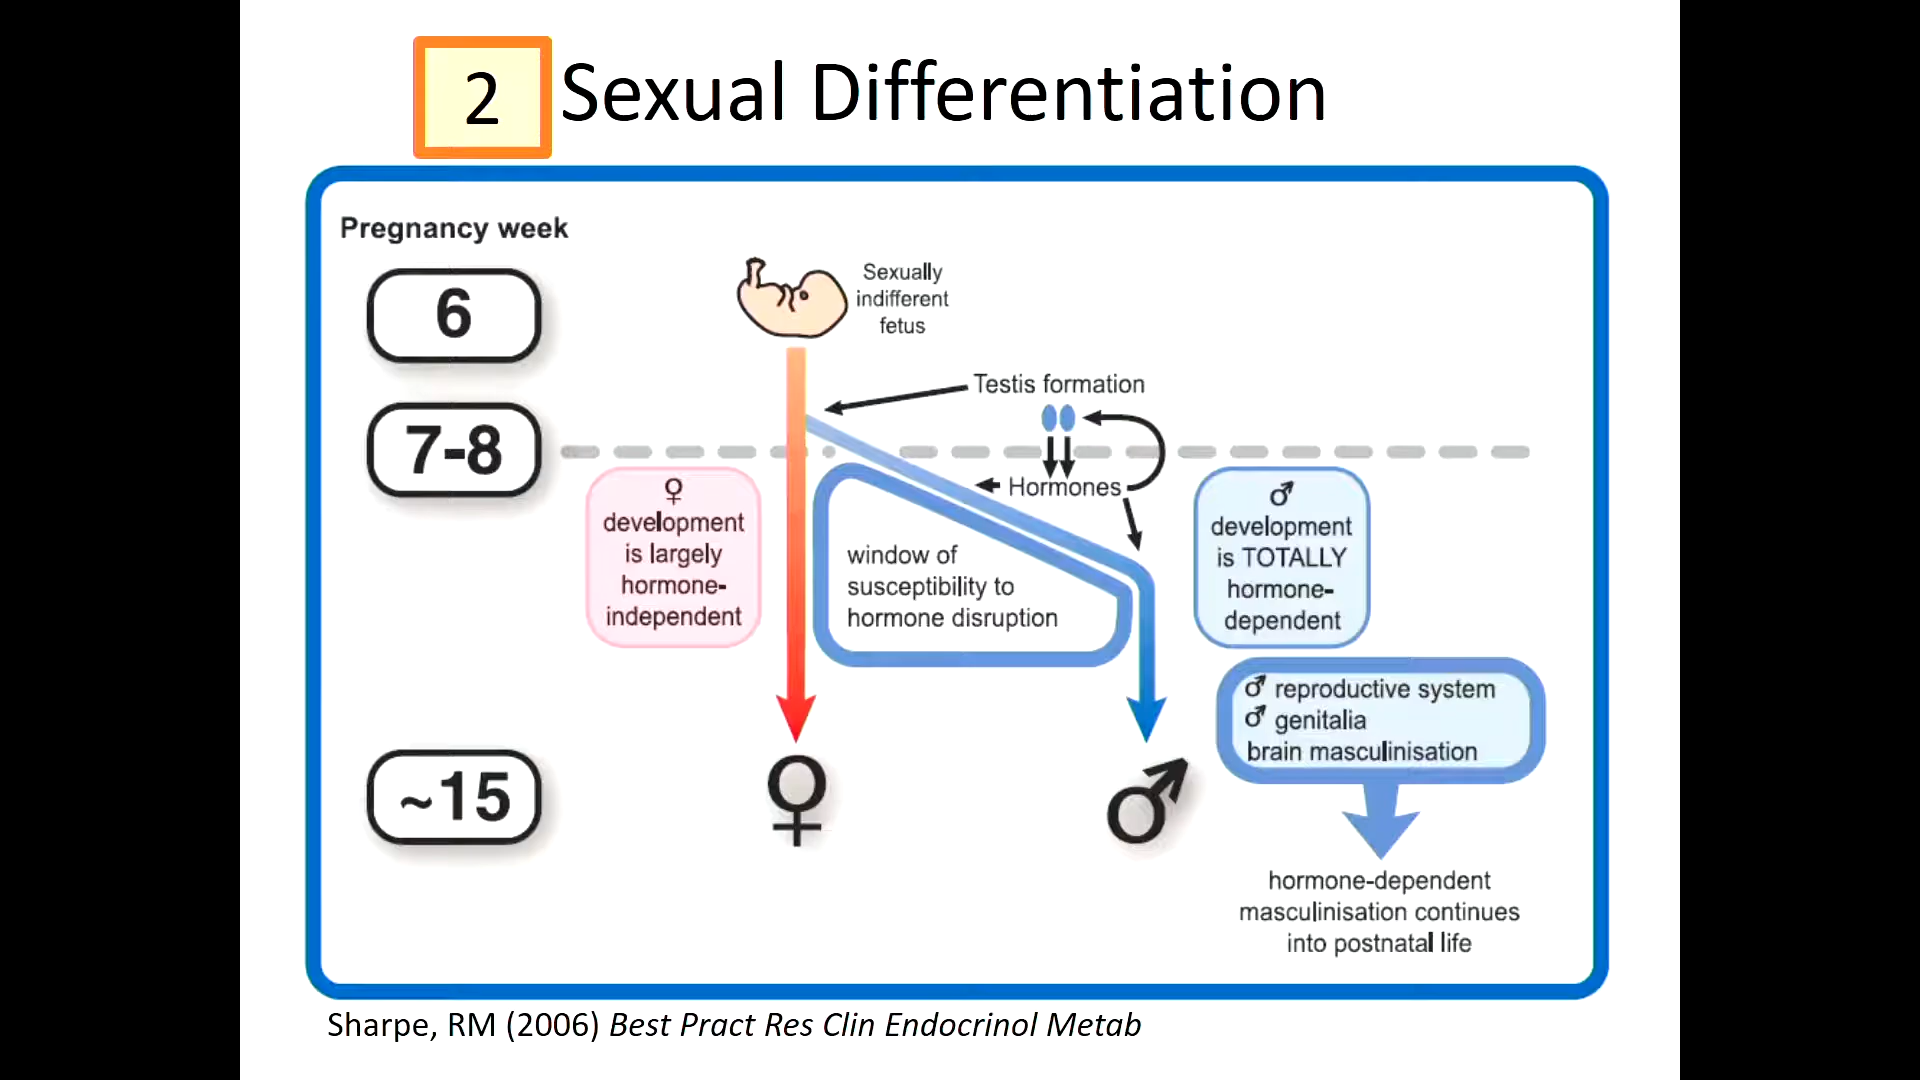 2 Sexual Differentiation
Pregnancy week
6
Sexually
indifferent
fetus
Testis formation
7-8
Hormones
♀
development
is largely
hormone-
independent
window of
susceptibility to
hormone disruption
♂
development
is TOTALLY
hormone-
dependent
♂ reproductive system
♂ genitalia
brain masculinisation
~15
♀
♂
hormone-dependent
masculinisation continues
into postnatal life
Sharpe, RM (2006) Best Pract Res Clin Endocrinol Metab